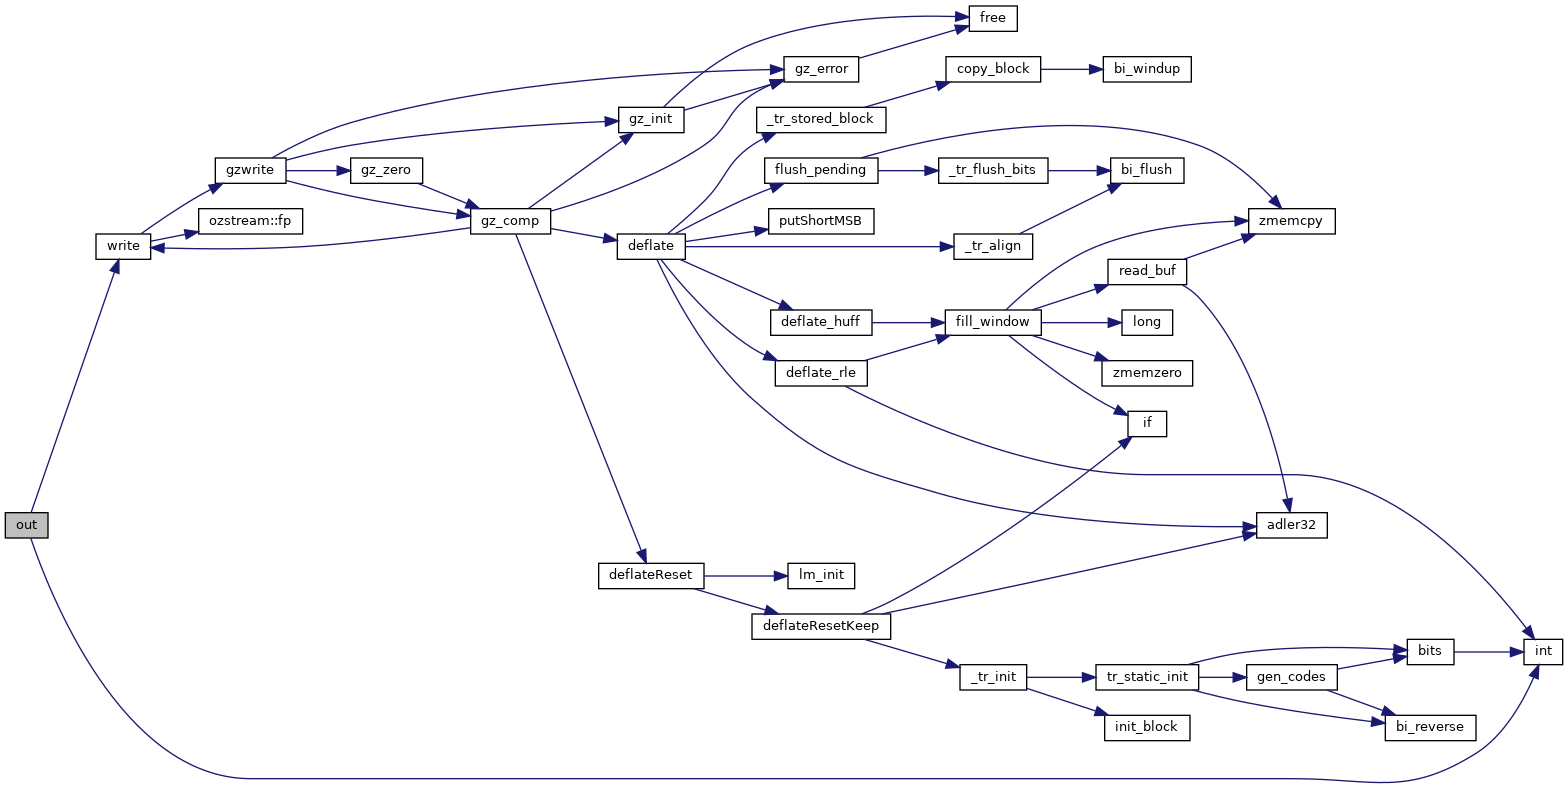 free
gz_error
copy_block
bi_windup
gz_init
_tr_stored_block
gzwrite
gz_zero
flush_pending
_tr_flush_bits
bi_flush
ozstream::fp
gz_comp
putShortMSB
zmemcpy
write
deflate
_tr_align
read_buf
deflate_huff
fill_window
long
deflate_rle
zmemzero
if
out
adler32
deflateReset
lm_init
deflateResetKeep
bits
int
_tr_init
tr_static_init
gen_codes
init_block
bi_reverse